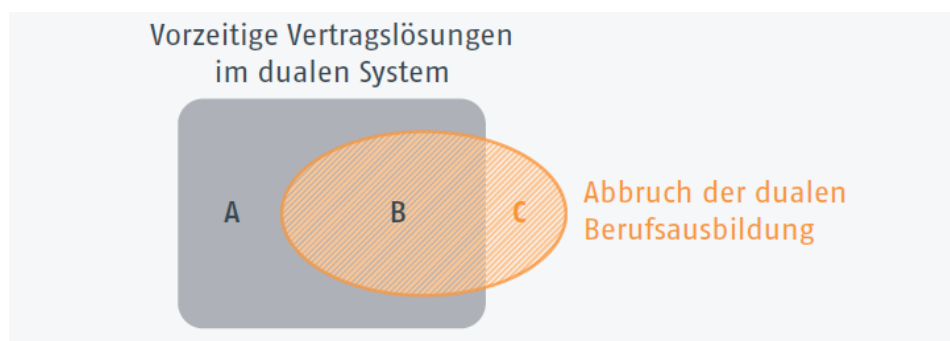 Vorzeitige Vertragslösungen
im dualen System
A
B
C
Abbruch der dualen
Berufsausbildung